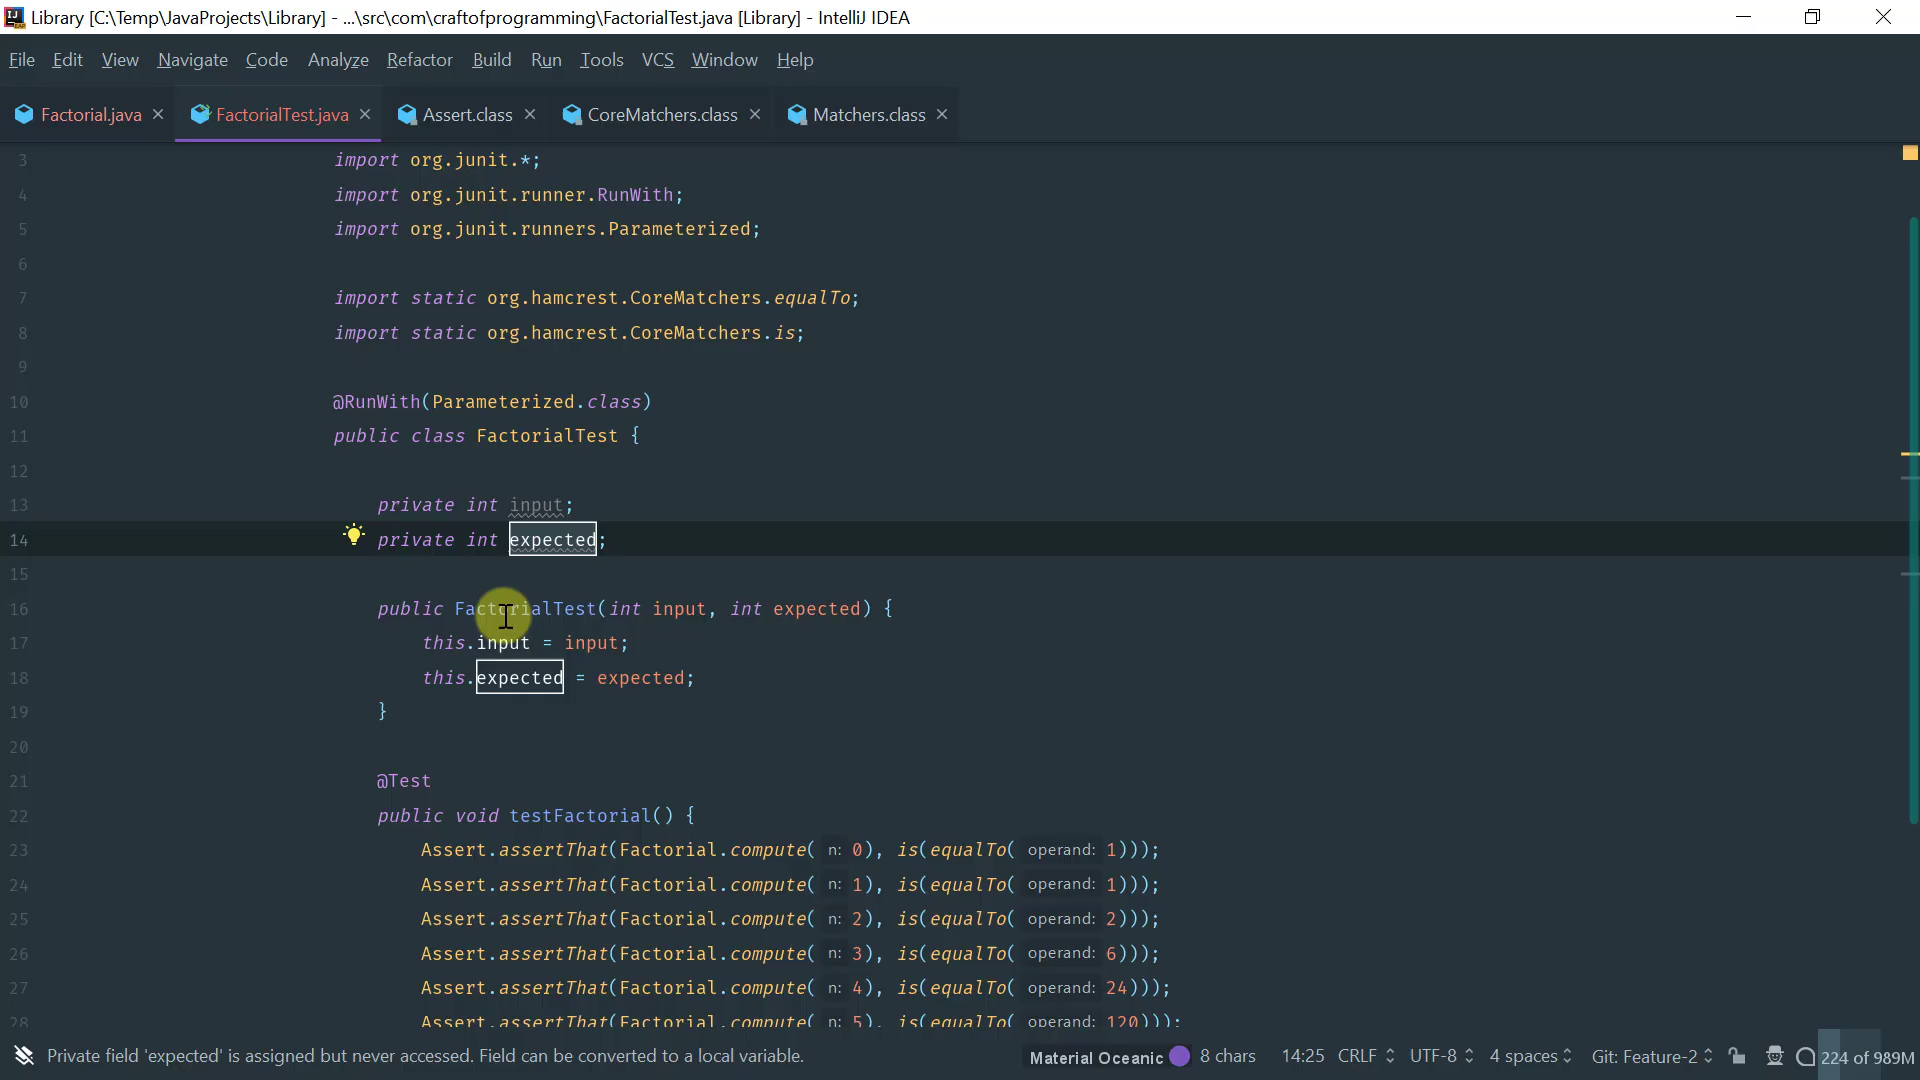 Library [C:\Temp\JavaProjects\Library] - ...\src\com\craftofprogramming\FactorialTest.java [Library] - IntelliJ IDEA
File Edit View Navigate Code Analyze Refactor Build Run Tools VCS Window Help
Factorial.java FactorialTest.java Assert.class CoreMatchers.class Matchers.class
3 import org.junit.*;
4 import org.junit.runner.RunWith;
5 import org.junit.runners.Parameterized;
6
7 import static org.hamcrest.CoreMatchers.equalTo;
8 import static org.hamcrest.CoreMatchers.is;
9
10 @RunWith(Parameterized.class)
11 public class FactorialTest {
12
13 private int input;
14 private int expected;
15
16 public FactorialTest(int input, int expected) {
17 this.input = input;
18 this.expected = expected;
19 }
20
21 @Test
22 public void testFactorial() {
23 Assert.assertThat(Factorial.compute( n: 0), is(equalTo( operand: 1)));
24 Assert.assertThat(Factorial.compute( n: 1), is(equalTo( operand: 1)));
25 Assert.assertThat(Factorial.compute( n: 2), is(equalTo( operand: 2)));
26 Assert.assertThat(Factorial.compute( n: 3), is(equalTo( operand: 6)));
27 Assert.assertThat(Factorial.compute( n: 4), is(equalTo( operand: 24)));
28 Assert.assertThat(Factorial.compute( n: 5), is(equalTo( operand: 120)));
Private field 'expected' is assigned but never accessed. Field can be converted to a local variable. Material Oceanic 8 chars 14:25 CRLF UTF-8 4 spaces Git: Feature-2 224 of 989M